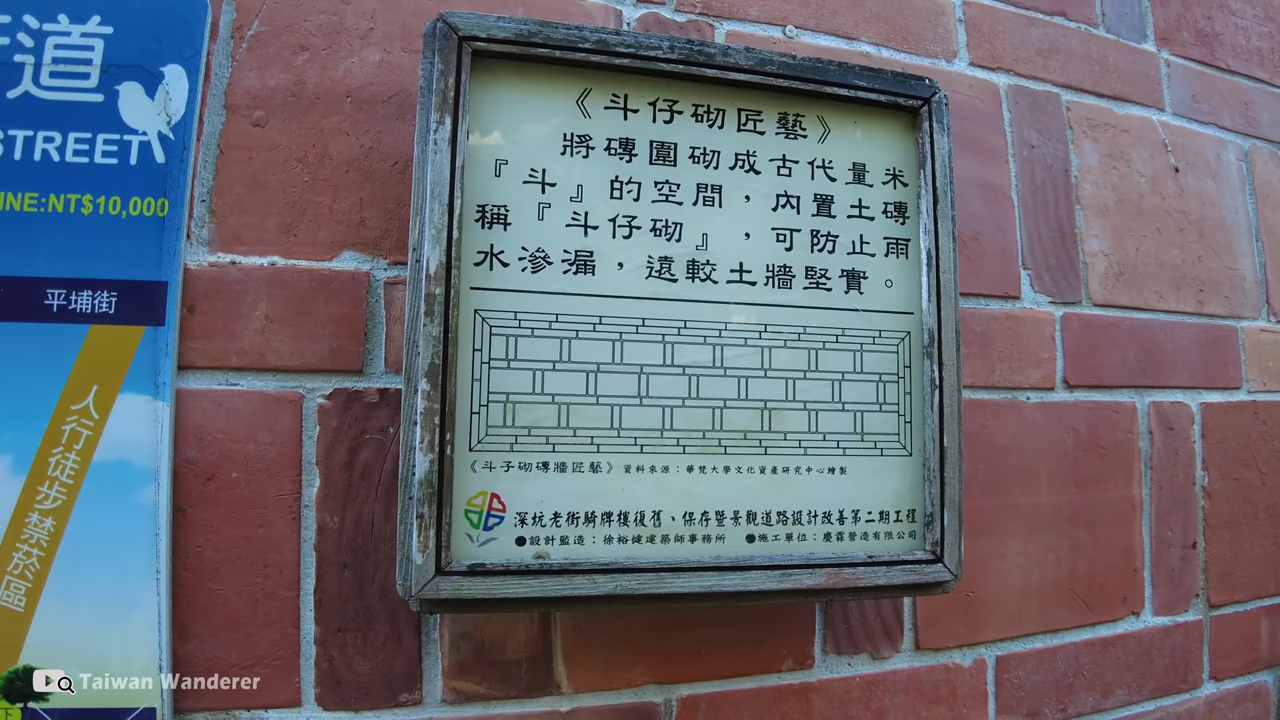 道
STREET
INE:NT$10,000
平埔街
人行徒步禁菸區
《斗仔砌匠藝》
將磚圍砌成古代量米
『斗』的空間，內置土磚
稱『斗仔砌』，可防止雨
水滲漏，遠較土牆堅實。
《斗子砌磚牆匠藝》資料來源：華梵大學文化資產研究中心繪製
深坑老街騎牌樓復舊、保存暨景觀道路設計改善第二期工程
●設計監造：徐裕健建築師事務所 ●施工單位：慶霖營造有限公司
Taiwan Wanderer
下